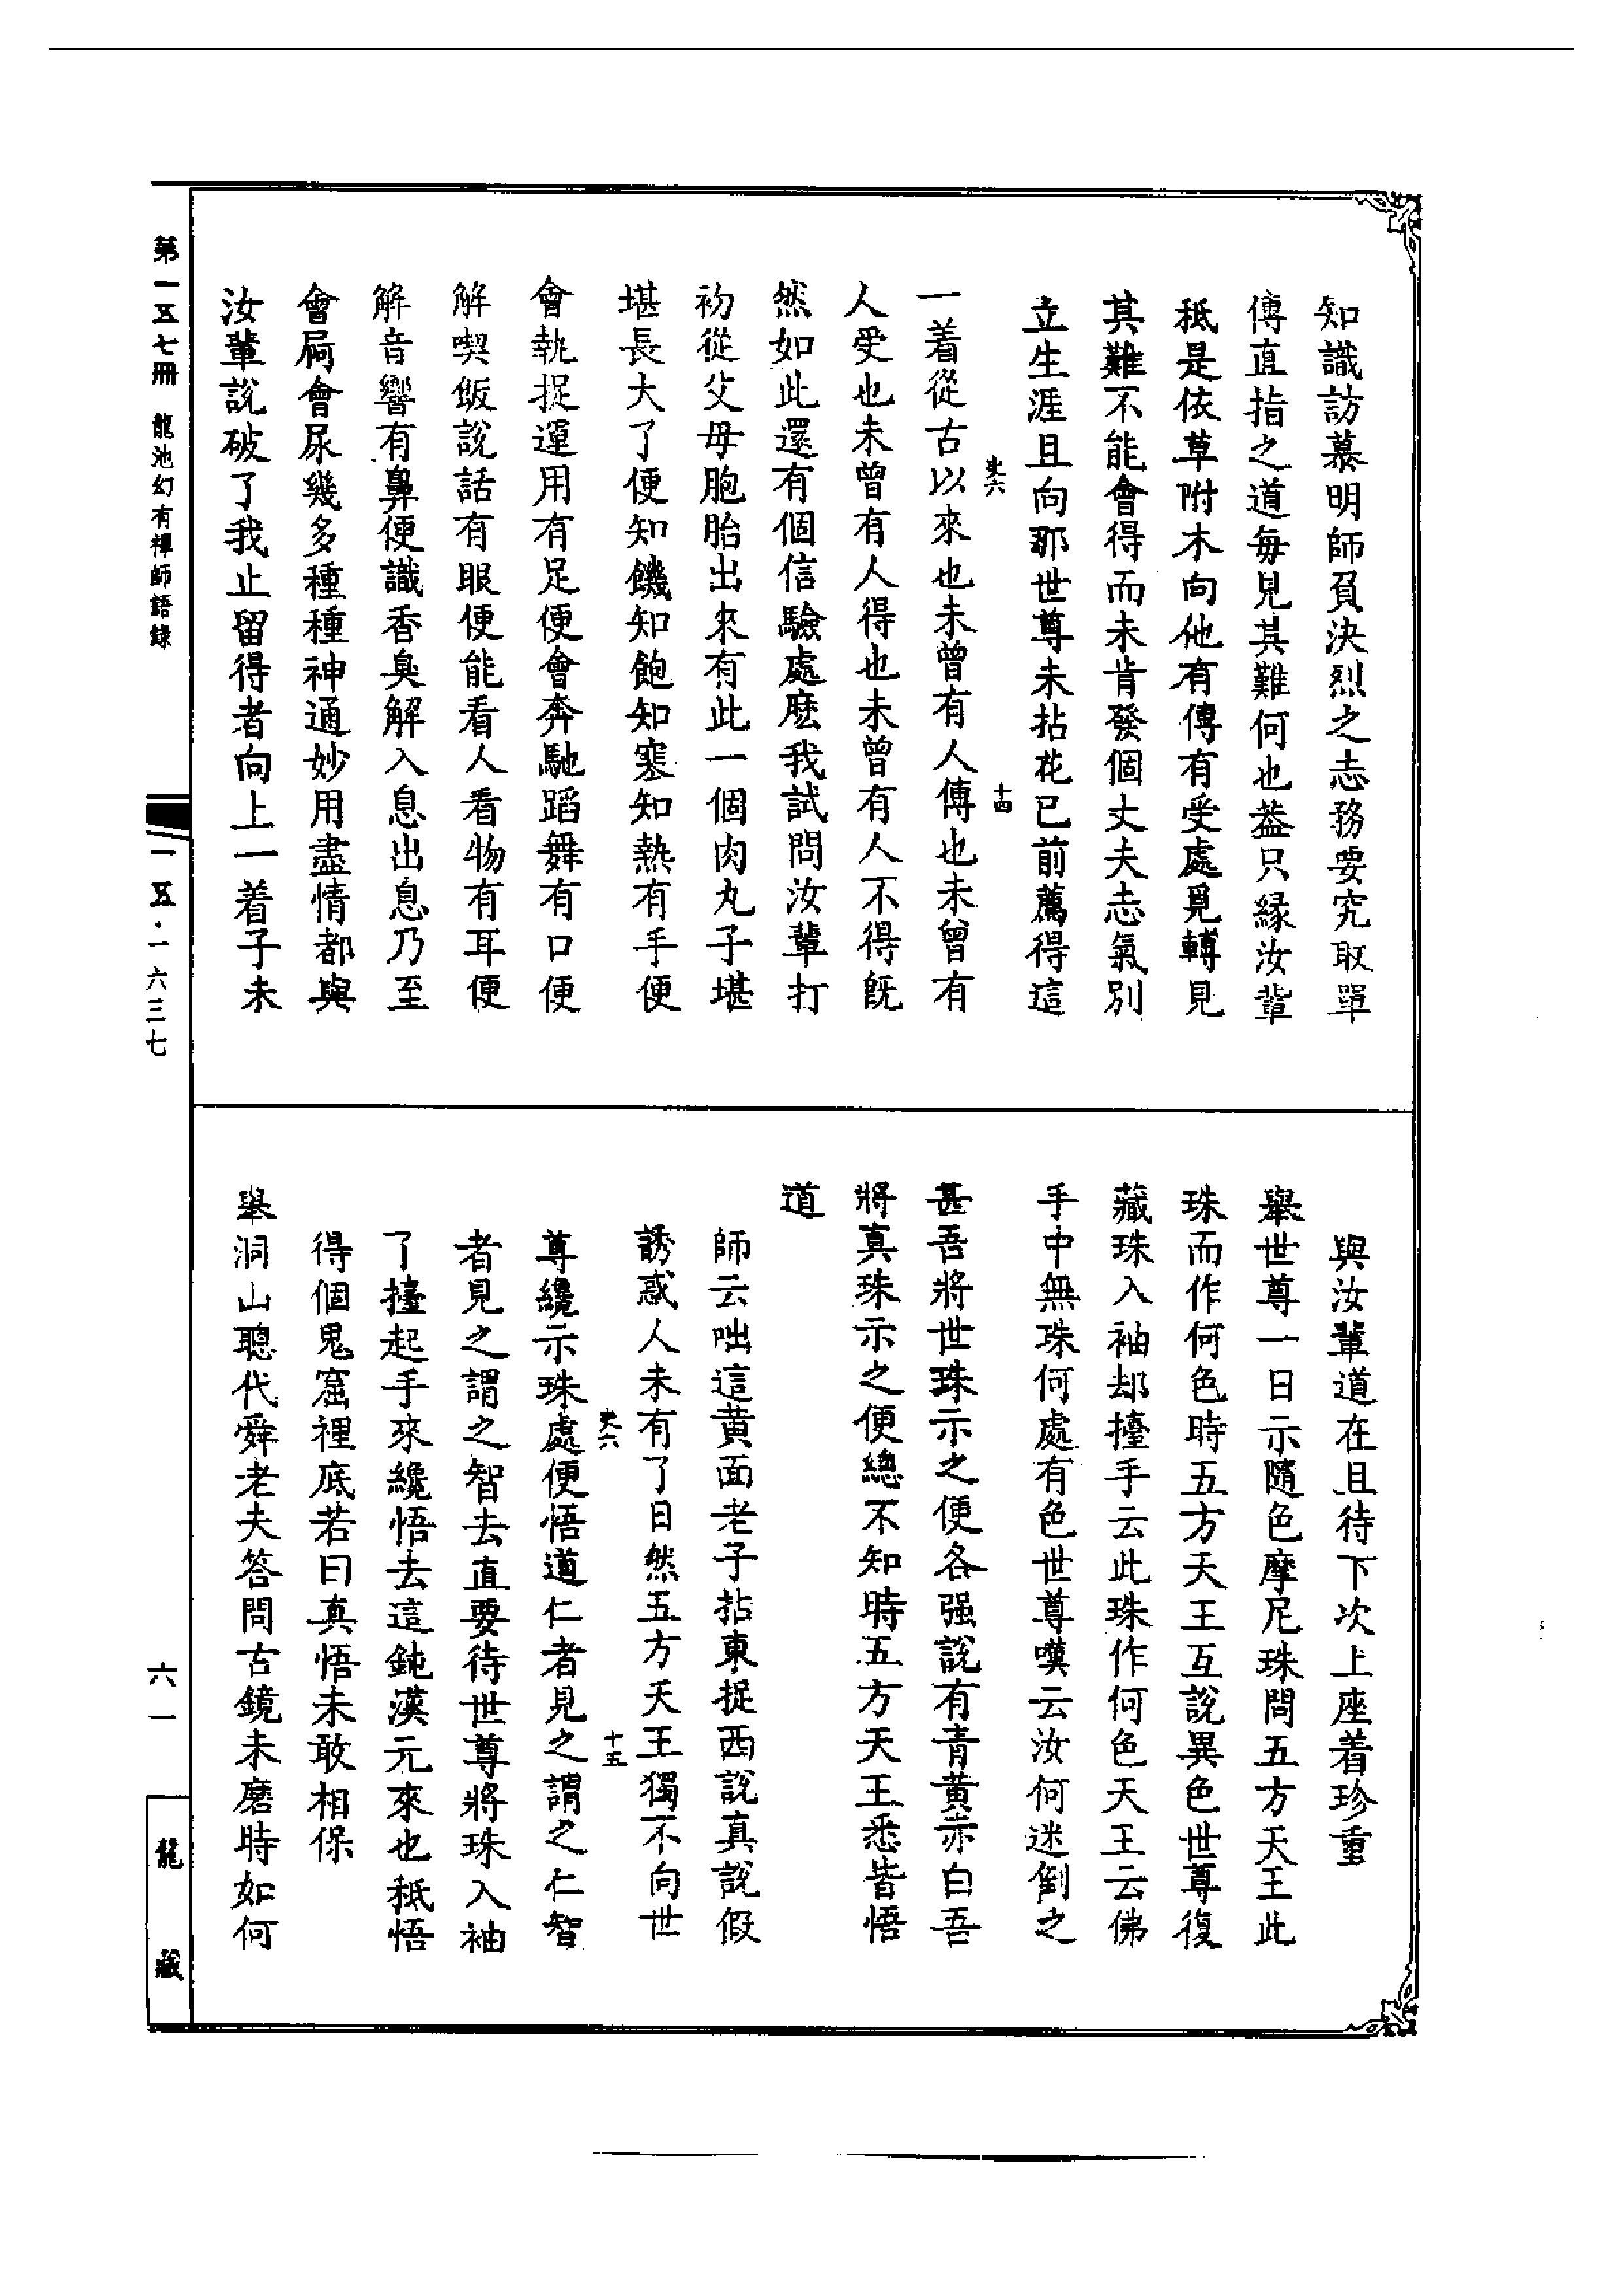 知識訪慕明師負決烈之志務要究取單
傳直指之道每見其難何也葢只緣汝輩
秪是依草附木向他有傳有受處覓轉見
其難不能會得而未肯發個丈夫志氣別
立生涯且向那世尊未拈花已前薦得這
史六
十四
一着從古以來也未曾有人傳也未曾有
人受也未曾有人得也未曾有人不得旣
然如此還有個信驗處麽我試問汝輩打
初從父母胞胎出來有此一個肉丸子堪
堪長大了便知饑知飽知寒知熱有手便
會執捉運用有足便會奔馳蹈舞有口便
解喫飯說話有眼便能看人看物有耳便
解音響有鼻便識香臭解入息出息乃至
會屙會尿幾多種種神通妙用盡情都與
汝輩說破了我止留得者向上一着子未
與汝輩道在且待下次上座着珍重
舉世尊一日示隨色摩尼珠問五方天王此
珠而作何色時五方天王互說異色世尊復
藏珠入袖却擡手云此珠作何色天王云佛
手中無珠何處有色世尊嘆云汝何迷倒之
甚吾將世珠示之便各强說有青黃赤白吾
將真珠示之便總不知時五方天王悉皆悟
道
師云咄這黃面老子拈東捉西說真說假
誘惑人未有了日然五方天王獨不向世
史六
十五
尊纔示珠處便悟道仁者見之謂之仁智
者見之謂之智去直要待世尊將珠入袖
了擡起手來纔悟去這鈍漢元來也秪悟
得個鬼窟裡底若曰真悟未敢相保
舉洞山聰代舜老夫答問古鏡未磨時如何
第一五七冊 龍池幻有禪師語錄
一五·一六三七
六一
龍藏